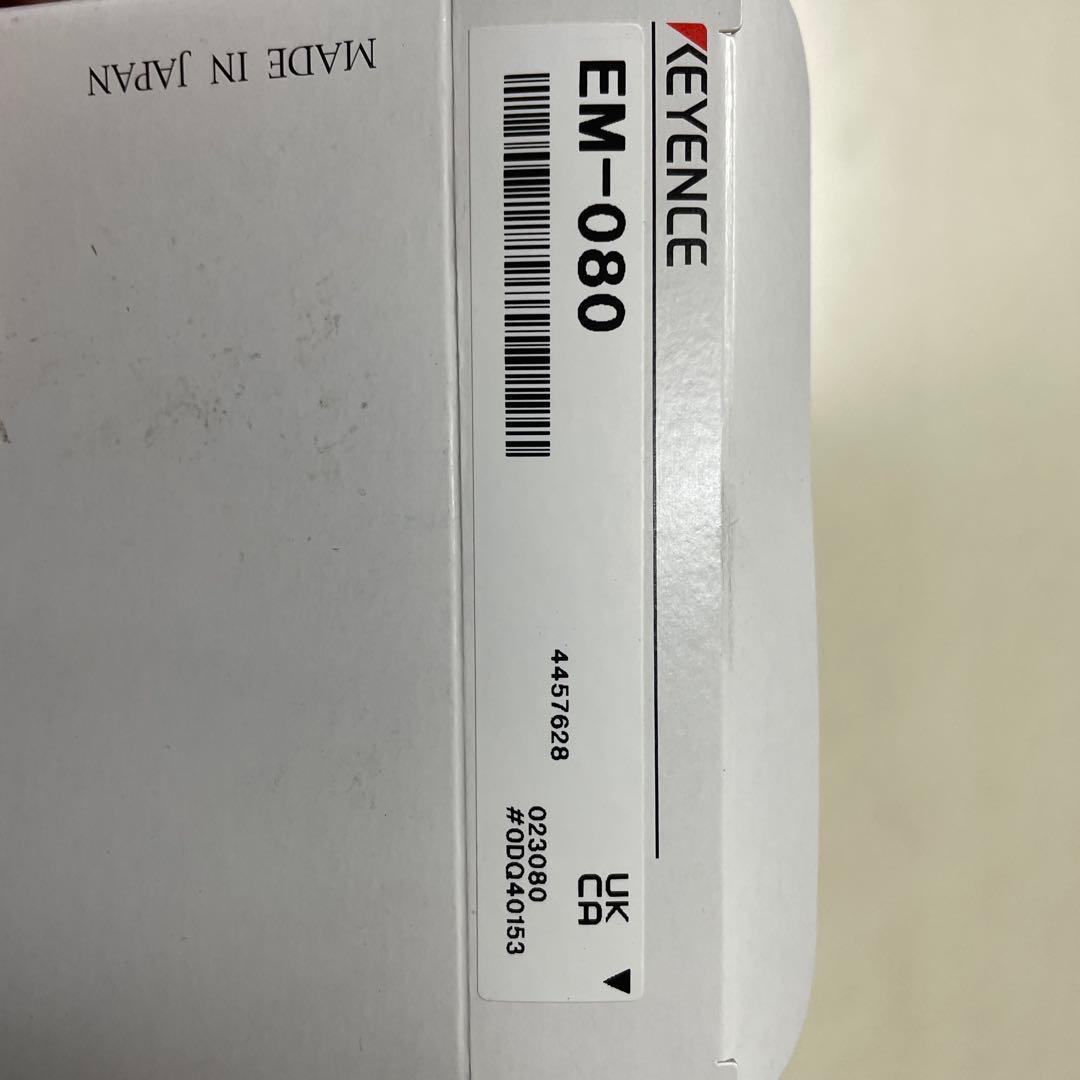 KEYENCE
EM-080
4457628
023080
#0DQ40153
UK
CA
MADE IN JAPAN